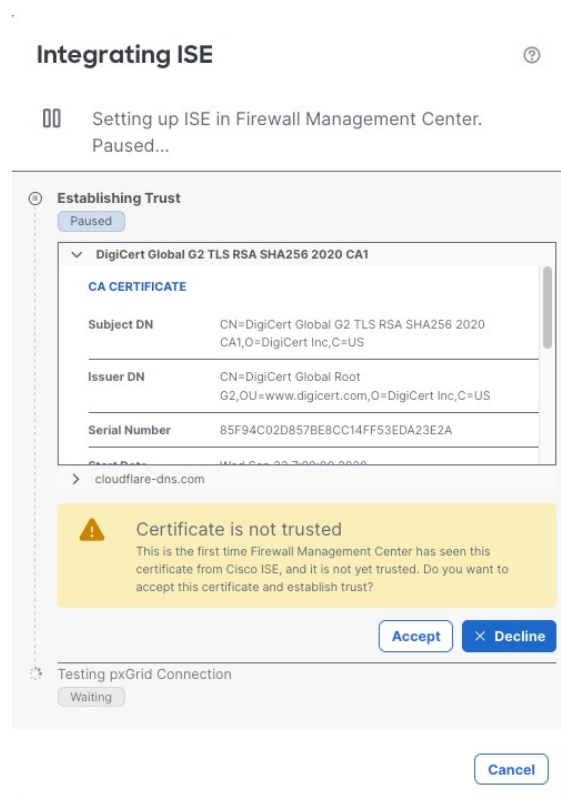 Integrating ISE
Setting up ISE in Firewall Management Center.
Paused...
Establishing Trust
Paused
DigiCert Global G2 TLS RSA SHA256 2020 CA1
CA CERTIFICATE
Subject DN CN=DigiCert Global G2 TLS RSA SHA256 2020
CA1,O=DigiCert Inc,C=US
Issuer DN CN=DigiCert Global Root
G2,OU=www.digicert.com,O=DigiCert Inc,C=US
Serial Number 85F94C02D857BE8CC14FF53EDA23E2A
cloudflare-dns.com
Certificate is not trusted
This is the first time Firewall Management Center has seen this
certificate from Cisco ISE, and it is not yet trusted. Do you want to
accept this certificate and establish trust?
Accept × Decline
Testing pxGrid Connection
Waiting
Cancel